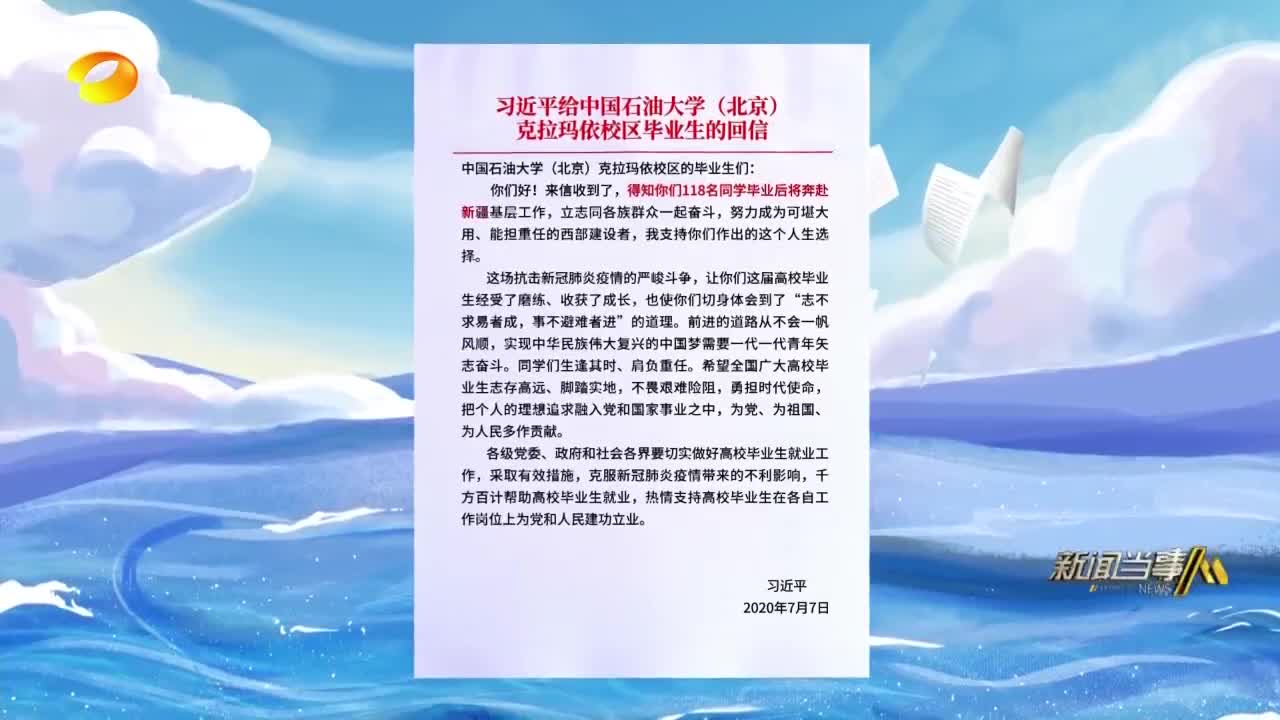 习近平给中国石油大学（北京）
克拉玛依校区毕业生的回信
中国石油大学（北京）克拉玛依校区的毕业生们：
你们好！来信收到了，得知你们118名同学毕业后将奔赴
新疆基层工作，立志同各族群众一起奋斗，努力成为可堪大
用、能担重任的西部建设者，我支持你们作出的这个人生选
择。
这场抗击新冠肺炎疫情的严峻斗争，让你们这届高校毕业
生经受了磨练、收获了成长，也使你们切身体会到了“志不
求易者成，事不避难者进”的道理。前进的道路从不会一帆
风顺，实现中华民族伟大复兴的中国梦需要一代一代青年矢
志奋斗。同学们生逢其时、肩负重任。希望全国广大高校毕
业生志存高远、脚踏实地，不畏艰难险阻，勇担时代使命，
把个人的理想追求融入党和国家事业之中，为党、为祖国、
为人民多作贡献。
各级党委、政府和社会各界要切实做好高校毕业生就业工
作，采取有效措施，克服新冠肺炎疫情带来的不利影响，千
方百计帮助高校毕业生就业，热情支持高校毕业生在各自工
作岗位上为党和人民建功立业。
习近平
2020年7月7日
新闻当事人
NEWS